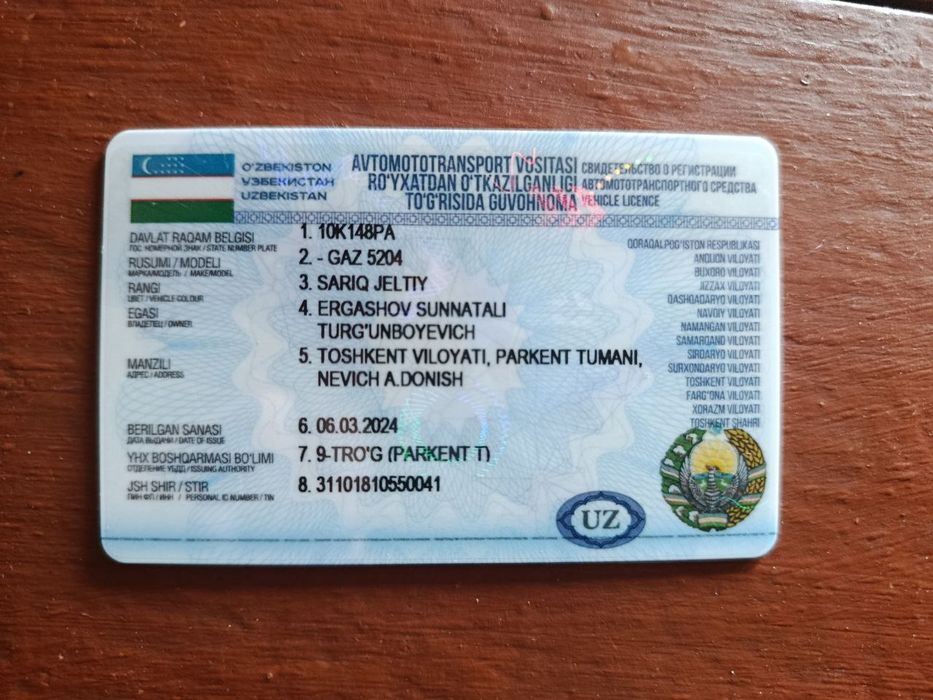 O'ZBEKISTON
ЎЗБЕКИСТАН
UZBEKISTAN
AVTOMOTOTRANSPORT VOSITASI
RO'YXATDAN O'TKAZILGANLIGI
TO'G'RISIDA GUVOHNOMA
СВИДЕТЕЛЬСТВО О РЕГИСТРАЦИИ
АВТОМОТОТРАНСПОРТНОГО СРЕДСТВА
VEHICLE LICENCE
DAVLAT RAQAM BELGISI
ГОС. НОМЕРНОЙ ЗНАК / STATE NUMBER PLATE
1. 10K148PA
RUSUMI / MODELI
МАРКА/МОДЕЛЬ / MAKE/MODEL
2. - GAZ 5204
RANGI
ЦВЕТ / VEHICLE COLOUR
3. SARIQ JELTIY
EGASI
ВЛАДЕЛЕЦ / OWNER
4. ERGASHOV SUNNATALI
TURG'UNBOYEVICH
MANZILI
АДРЕС / ADDRESS
5. TOSHKENT VILOYATI, PARKENT TUMANI,
NEVICH A.DONISH
BERILGAN SANASI
ДАТА ВЫДАЧИ / DATE OF ISSUE
6. 06.03.2024
YHX BOSHQARMASI BO'LIMI
ОТДЕЛЕНИЕ УБДД / ISSUING AUTHORITY
7. 9-TRO'G (PARKENT T)
JSH SHIR / STIR
ПИНФЛ / ИНН / PERSONAL ID NUMBER / TIN
8. 31101810550041
QORAQALPOG'ISTON RESPUBLIKASI
ANDIJON VILOYATI
BUXORO VILOYATI
JIZZAX VILOYATI
QASHQADARYO VILOYATI
NAVOIY VILOYATI
NAMANGAN VILOYATI
SAMARQAND VILOYATI
SIRDARYO VILOYATI
SURXONDARYO VILOYATI
TOSHKENT VILOYATI
FARG'ONA VILOYATI
XORAZM VILOYATI
TOSHKENT SHAHRI
UZ